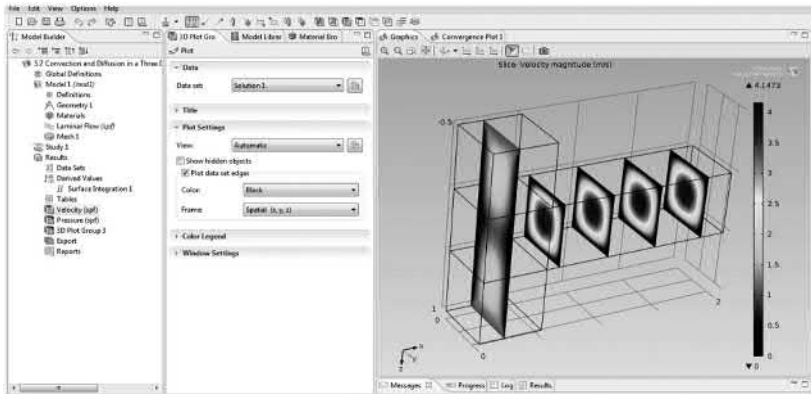 File Edit View Options Help
Model Builder
3.7 Convection and Diffusion in a Three D
Global Definitions
Model 1 (mod1)
Definitions
Geometry 1
Materials
Laminar Flow (spf)
Mesh 1
Study 1
Results
Data Sets
Derived Values
Surface Integration 1
Tables
Velocity (spf)
Pressure (spf)
3D Plot Group 3
Export
Reports
3D Plot Gro
Model Librar
Material Bro
Plot
Data
Data set:
Solution 1
Title
Plot Settings
View:
Automatic
Show hidden objects
Plot data set edges
Color:
Black
Frame:
Spatial (x, y, z)
Color Legend
Window Settings
Graphics
Convergence Plot 1
Slice: Velocity magnitude (m/s)
▲ 4.1473
4
3.5
3
2.5
2
1.5
1
0.5
0
▼ 0
-0.5
1
0
0
2
x
y
z
Messages
Progress
Log
Results